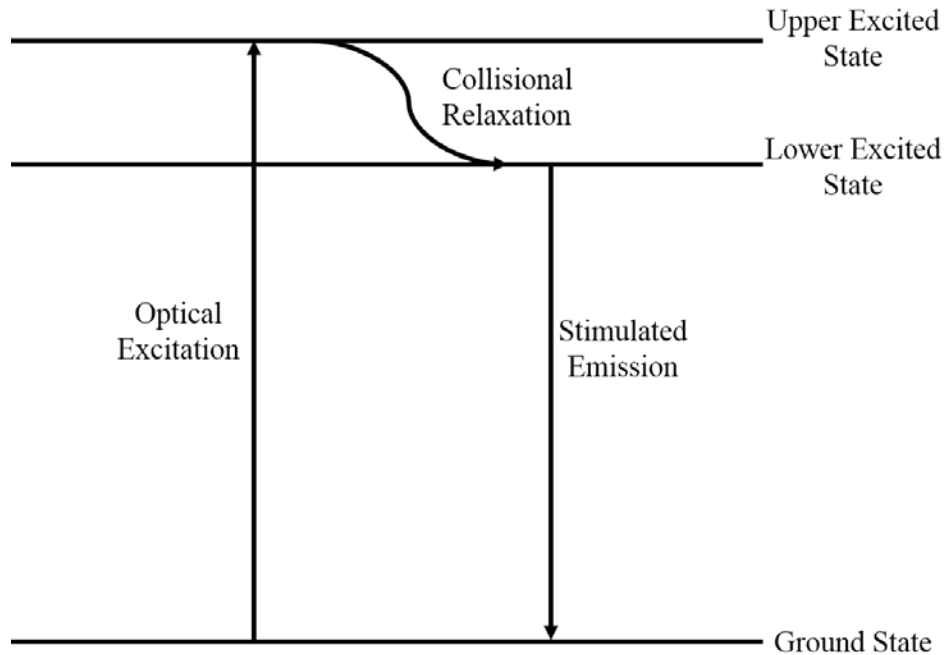 Upper Excited
State
Collisional
Relaxation
Lower Excited
State
Optical
Excitation
Stimulated
Emission
Ground State